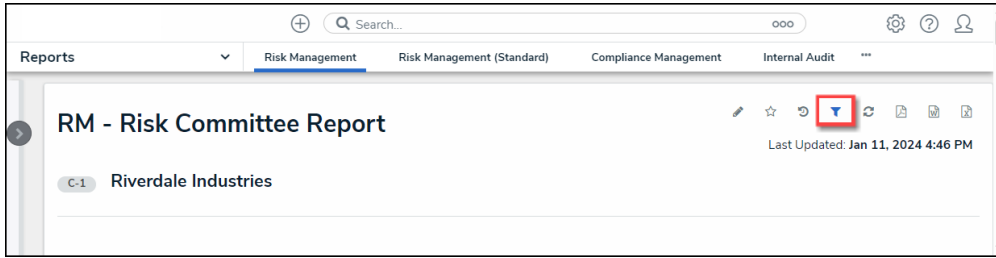 Search...
Reports
Risk Management
Risk Management (Standard)
Compliance Management
Internal Audit
RM - Risk Committee Report
Last Updated: Jan 11, 2024 4:46 PM
C-1 Riverdale Industries